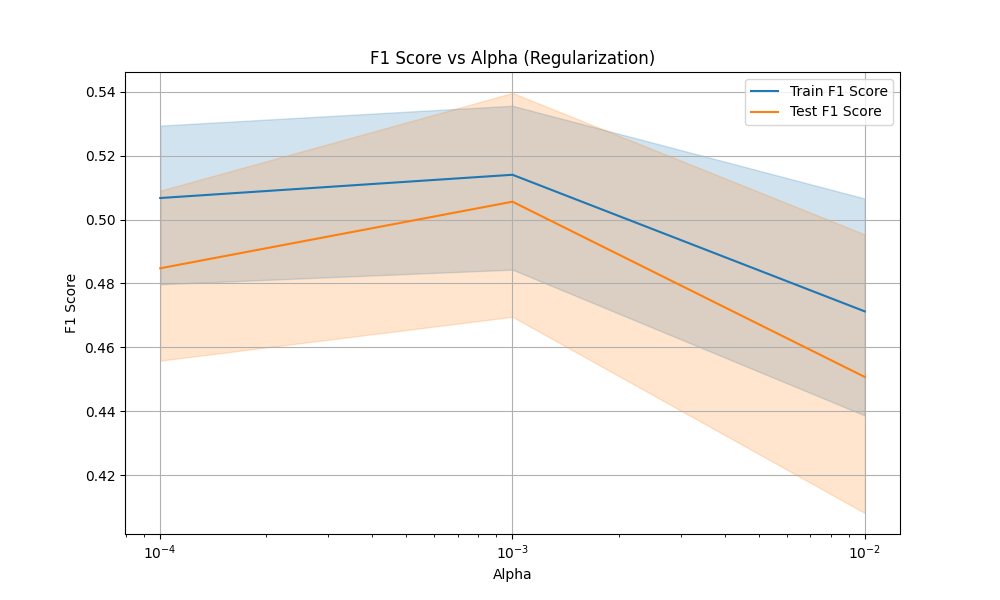 F1 Score vs Alpha (Regularization)
Train F1 Score
Test F1 Score
F1 Score
0.54
0.52
0.50
0.48
0.46
0.44
0.42
10⁻⁴
10⁻³
10⁻²
Alpha